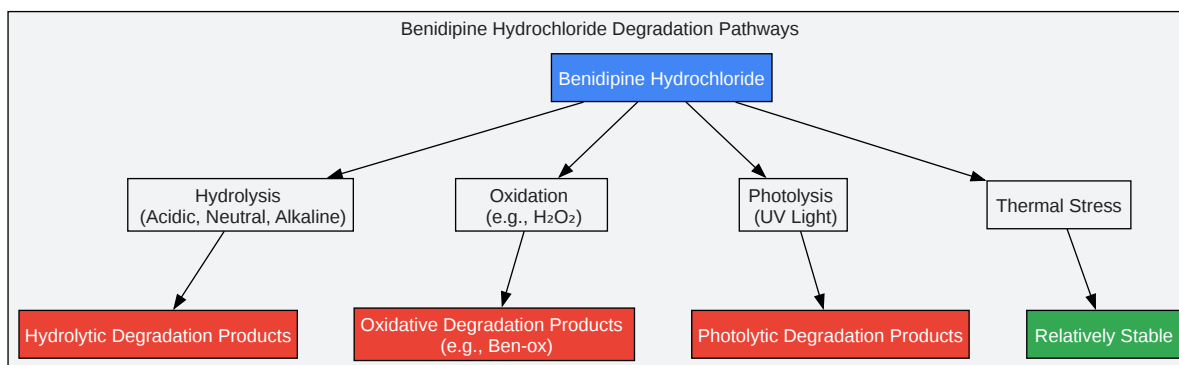 Benidipine Hydrochloride Degradation Pathways
Benidipine Hydrochloride
Hydrolysis
(Acidic, Neutral, Alkaline)
Oxidation
(e.g., H₂O₂)
Photolysis
(UV Light)
Thermal Stress
Hydrolytic Degradation Products
Oxidative Degradation Products
(e.g., Ben-ox)
Photolytic Degradation Products
Relatively Stable